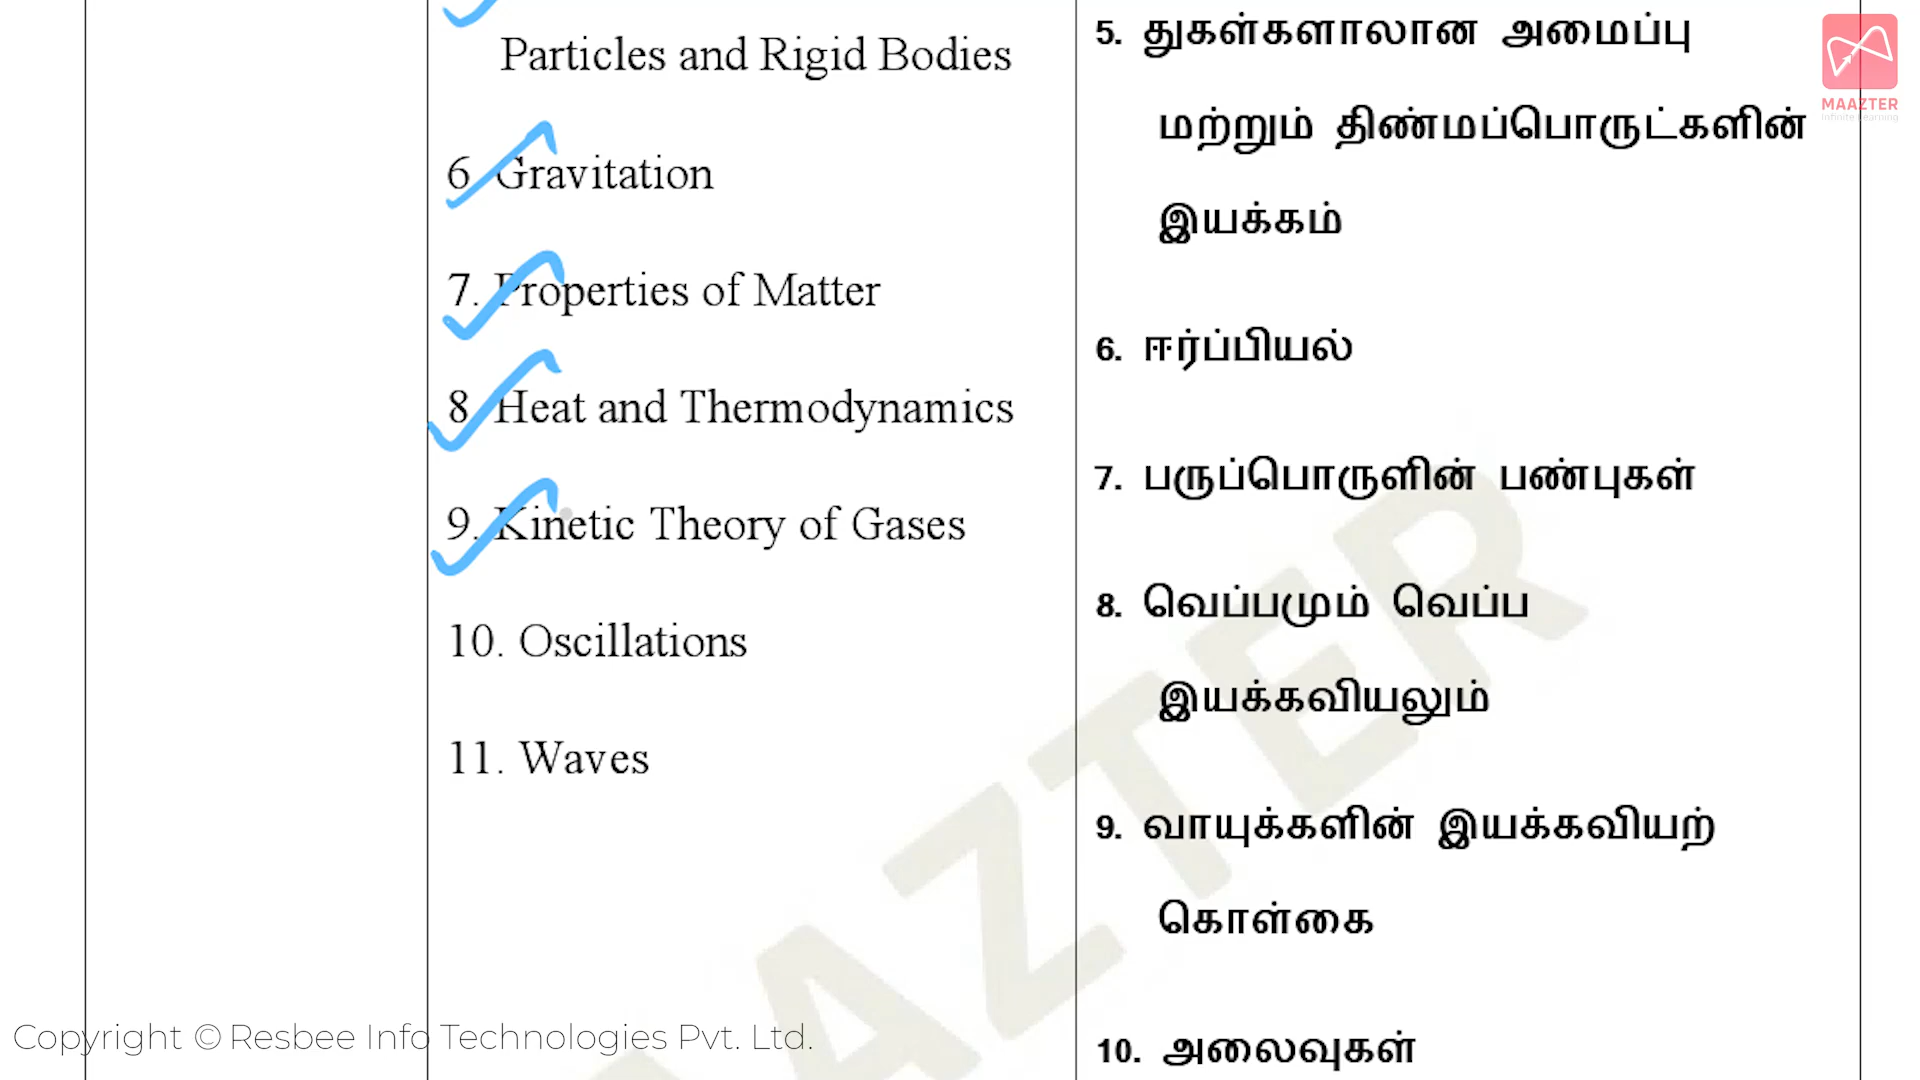 Particles and Rigid Bodies
6 Gravitation
7. Properties of Matter
8 Heat and Thermodynamics
9. Kinetic Theory of Gases
10. Oscillations
11. Waves
5. துகள்களாலான அமைப்பு
மற்றும் திண்மப்பொருட்களின்
இயக்கம்
6. ஈர்ப்பியல்
7. பருப்பொருளின் பண்புகள்
8. வெப்பமும் வெப்ப
இயக்கவியலும்
9. வாயுக்களின் இயக்கவியற்
கொள்கை
10. அலைவுகள்
MAAZTER
Infinite Learning
AZTER
Copyright © Resbee Info Technologies Pvt. Ltd.